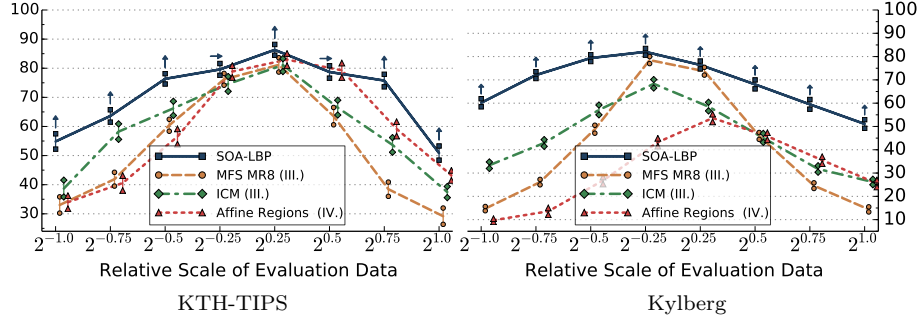 100
90
80
70
60
50
40
30
SOA-LBP
MFS MR8 (III.)
ICM (III.)
Affine Regions (IV.)
2^-1.0 2^-0.75 2^-0.5 2^-0.25 2^0.25 2^0.5 2^0.75 2^1.0
Relative Scale of Evaluation Data
KTH-TIPS
100
90
80
70
60
50
40
30
20
10
SOA-LBP
MFS MR8 (III.)
ICM (III.)
Affine Regions (IV.)
2^-1.0 2^-0.75 2^-0.5 2^-0.25 2^0.25 2^0.5 2^0.75 2^1.0
Relative Scale of Evaluation Data
Kylberg